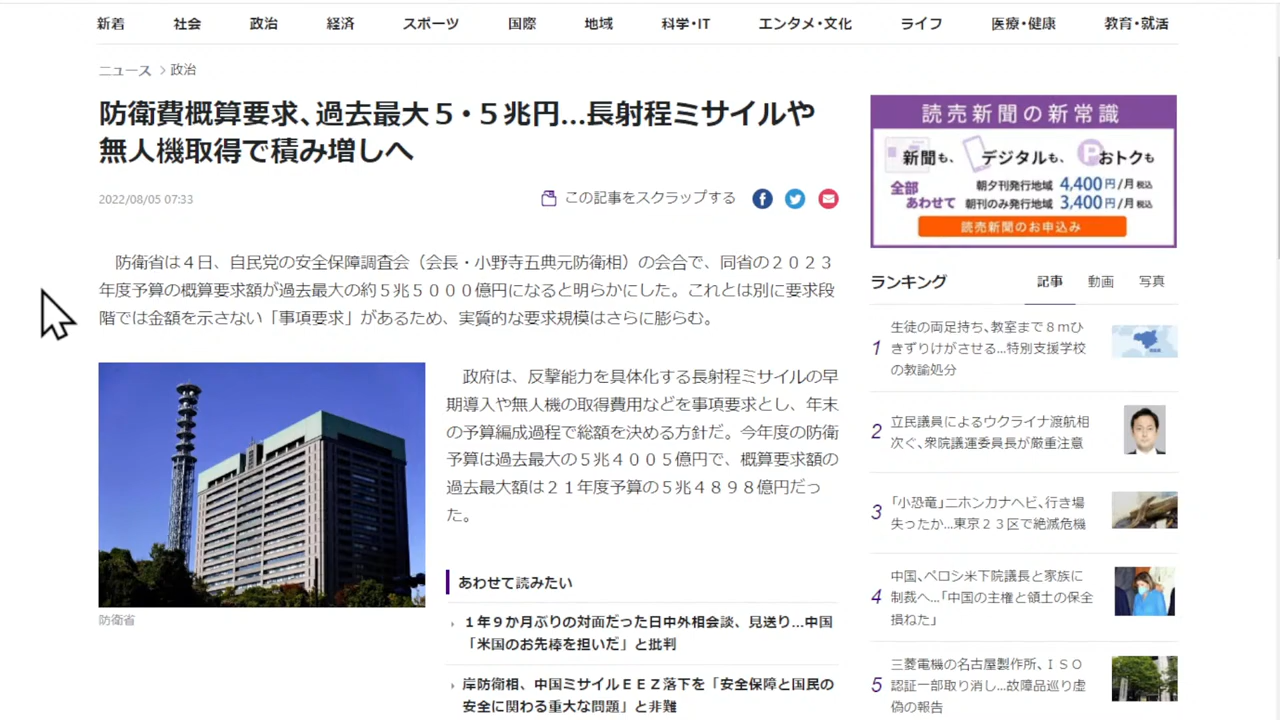 新着 社会 政治 経済 スポーツ 国際 地域 科学・IT エンタメ・文化 ライフ 医療・健康 教育・就活
ニュース > 政治
防衛費概算要求、過去最大５・５兆円…長射程ミサイルや
無人機取得で積み増しへ
2022/08/05 07:33
この記事をスクラップする
防衛省は４日、自民党の安全保障調査会（会長・小野寺五典元防衛相）の会合で、同省の２０２３
年度予算の概算要求額が過去最大の約５兆５０００億円になると明らかにした。これとは別に要求段
階では金額を示さない「事項要求」があるため、実質的な要求規模はさらに膨らむ。
政府は、反撃能力を具体化する長射程ミサイルの早
期導入や無人機の取得費用などを事項要求とし、年末
の予算編成過程で総額を決める方針だ。今年度の防衛
予算は過去最大の５兆４００５億円で、概算要求額の
過去最大額は２１年度予算の５兆４８９８億円だっ
た。
防衛省
あわせて読みたい
１年９か月ぶりの対面だった日中外相会談、見送り…中国
「米国のお先棒を担いだ」と批判
岸防衛相、中国ミサイルＥＥＺ落下を「安全保障と国民の
安全に関わる重大な問題」と非難
読売新聞の新常識
新聞も、デジタルも、Pおトクも
全部
あわせて
朝夕刊発行地域 4,400円/月 税込
朝刊のみ発行地域 3,400円/月 税込
読売新聞のお申込み
ランキング 記事 動画 写真
1 生徒の両足持ち、教室まで８ｍひ
きずりけがさせる…特別支援学校
の教諭処分
2 立民議員によるウクライナ渡航相
次ぐ、衆院議運委員長が厳重注意
3 「小恐竜」ニホンカナヘビ、行き場
失ったか…東京２３区で絶滅危機
4 中国、ペロシ米下院議長と家族に
制裁へ…「中国の主権と領土の保全
損ねた」
5 三菱電機の名古屋製作所、ＩＳＯ
認証一部取り消し…故障品巡り虚
偽の報告